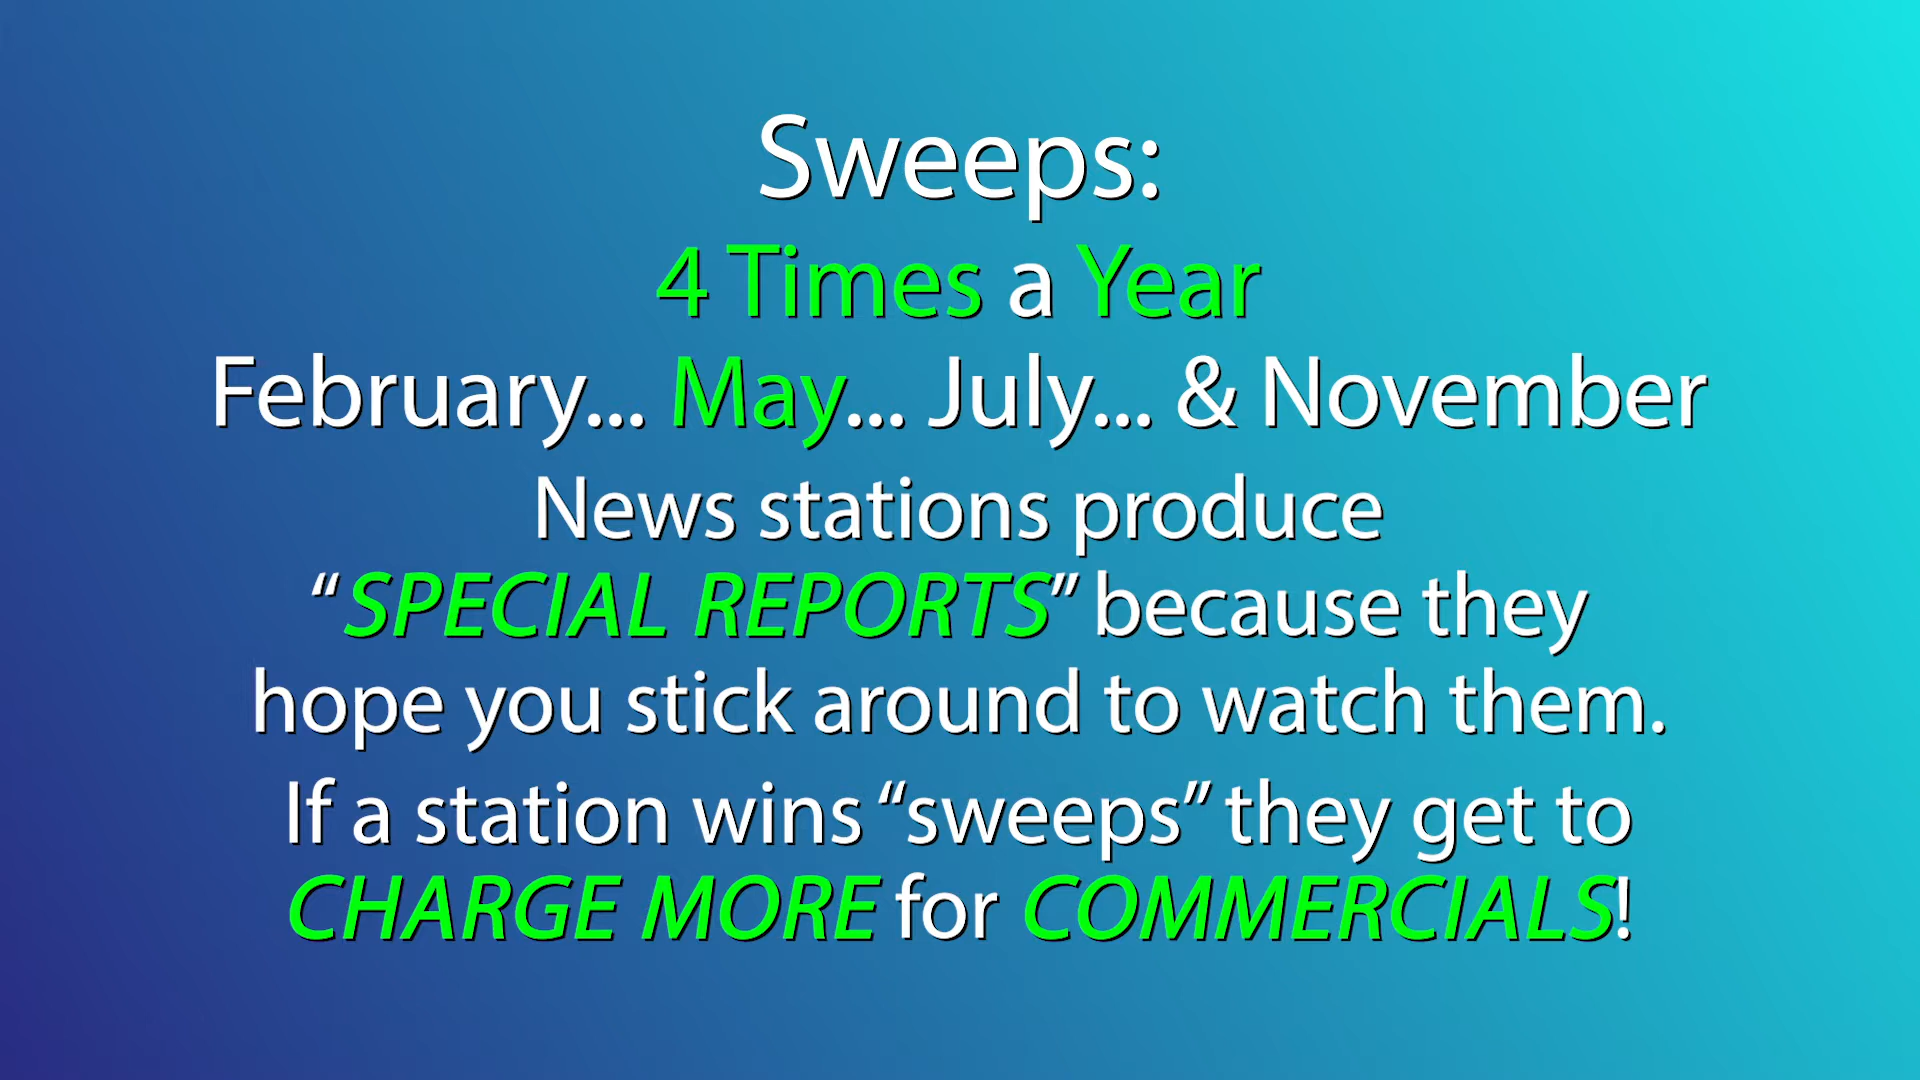 Sweeps:
4 Times a Year
February... May... July... & November
News stations produce
“SPECIAL REPORTS” because they
hope you stick around to watch them.
If a station wins “sweeps” they get to
CHARGE MORE for COMMERCIALS!